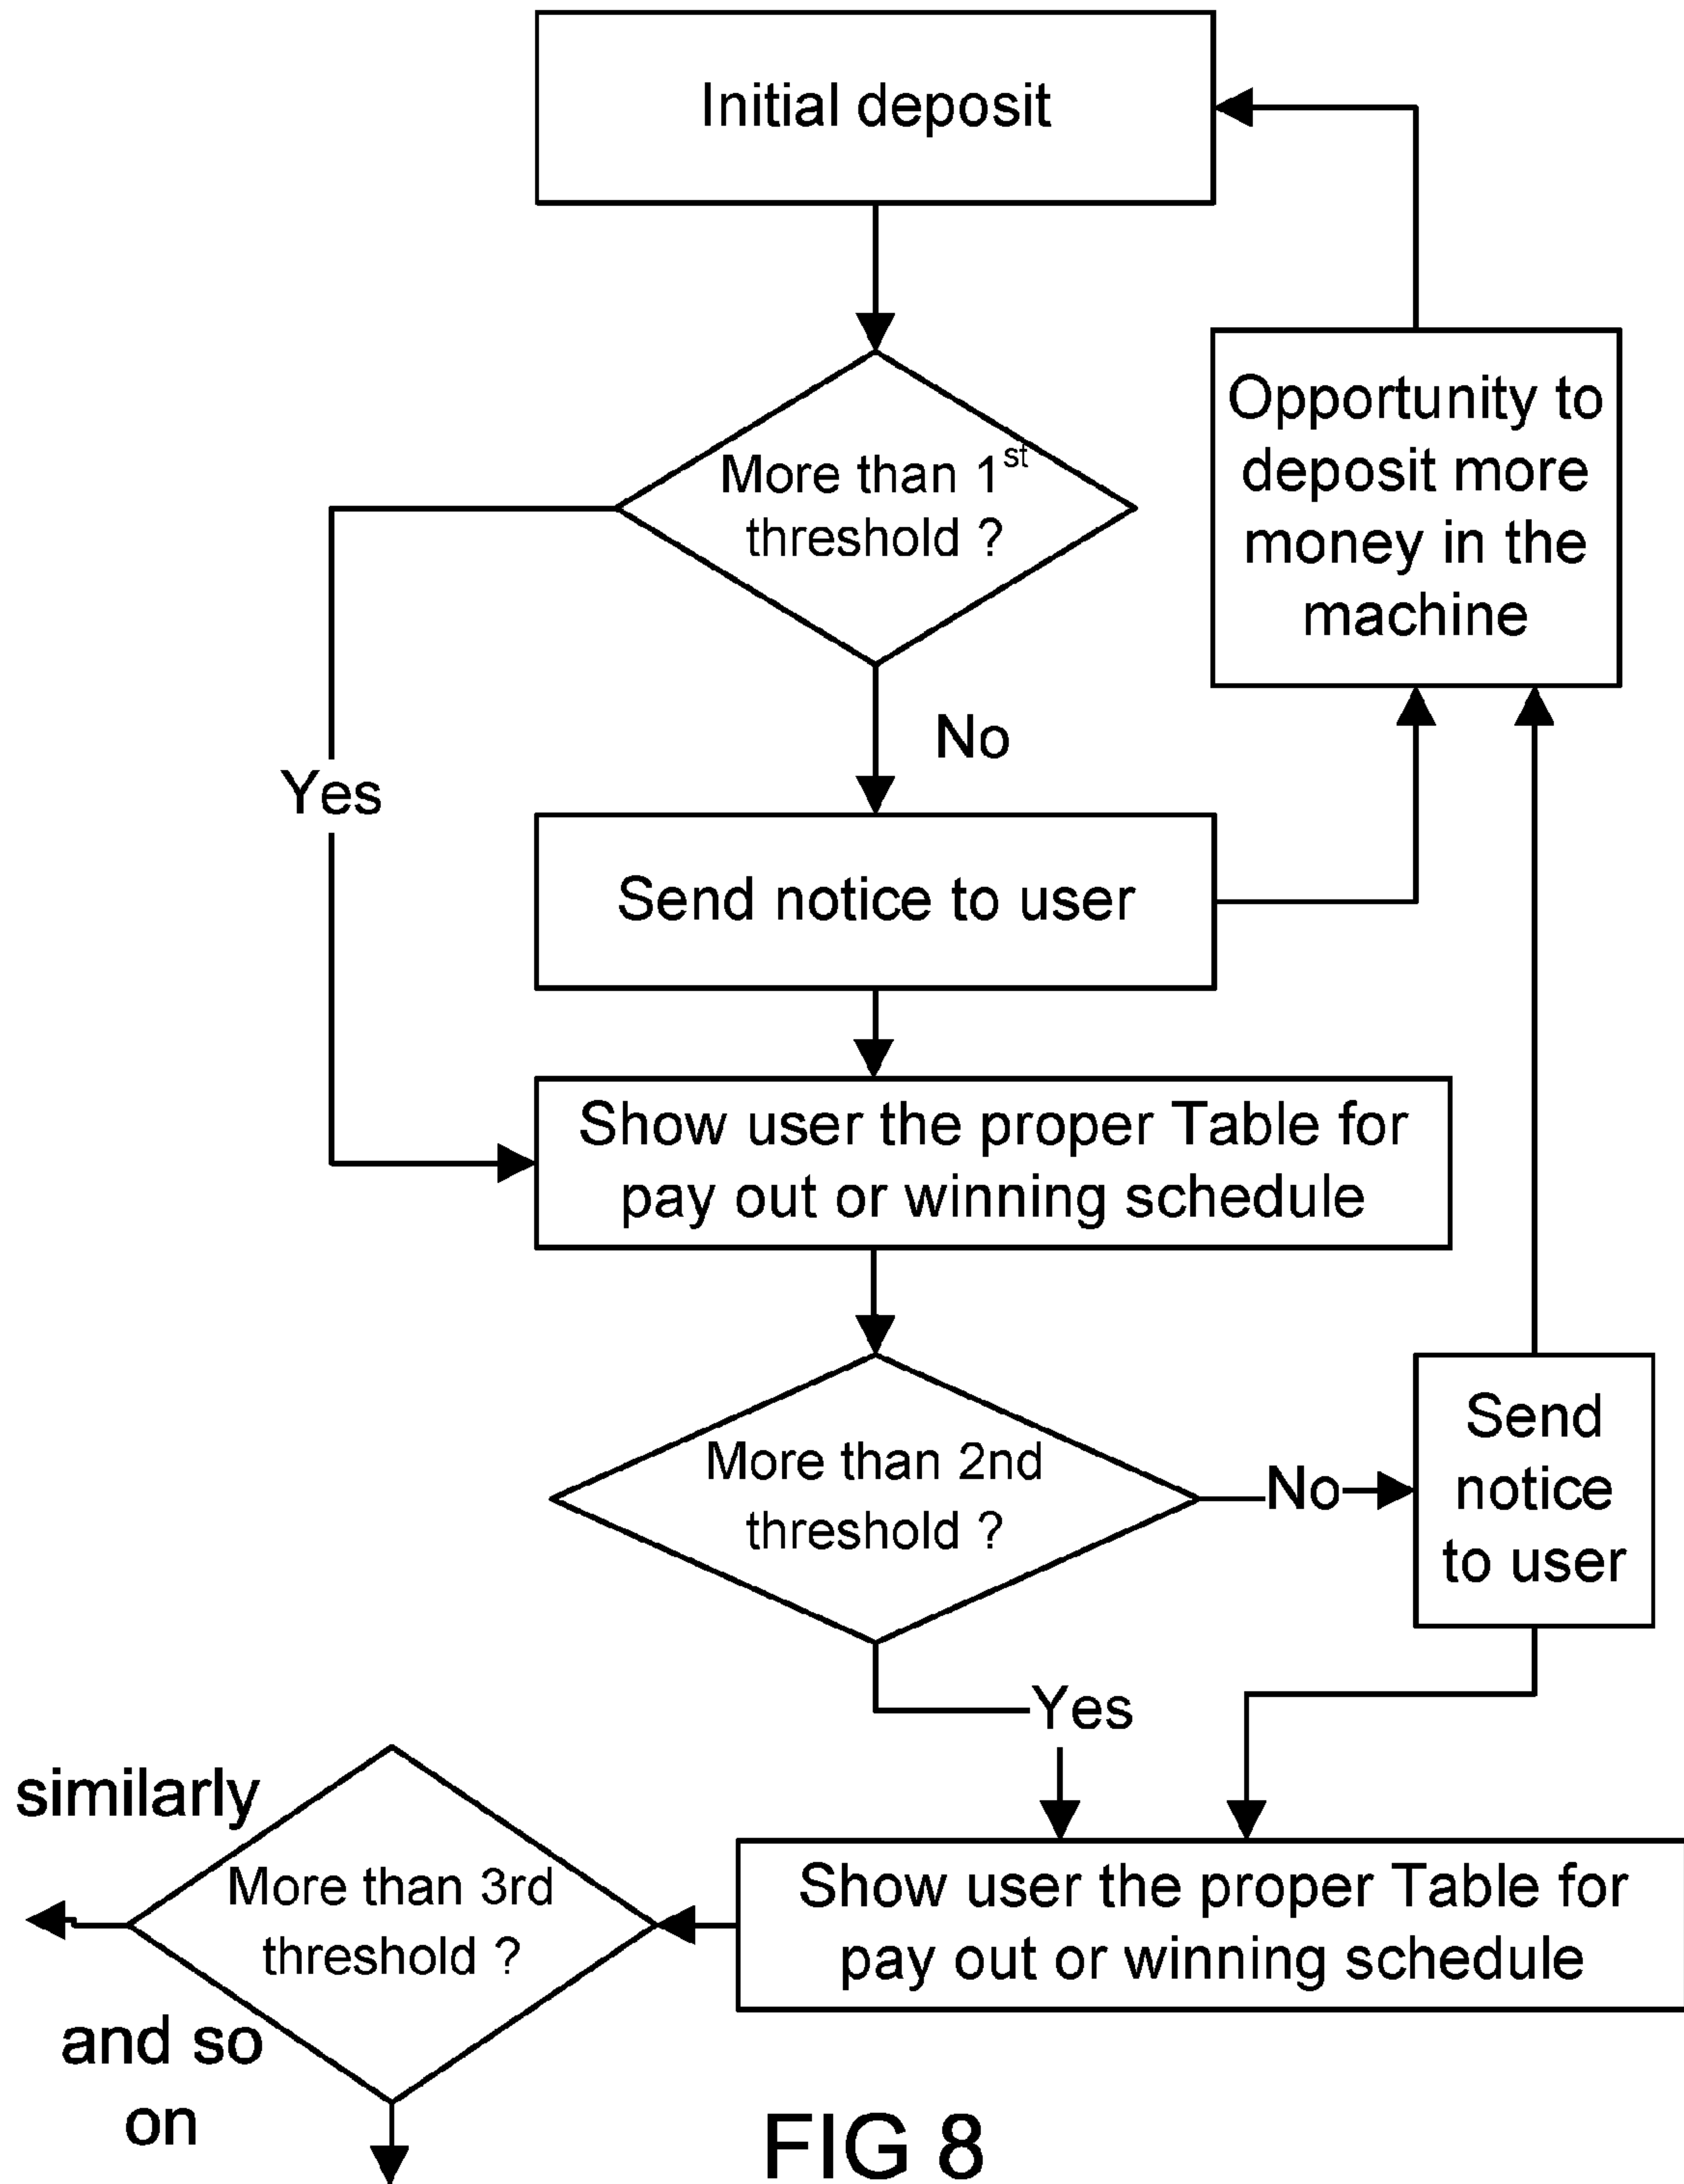 Initial deposit
More than 1st
threshold ?
Opportunity to
deposit more
money in the
machine
No
Yes
Send notice to user
Show user the proper Table for
pay out or winning schedule
More than 2nd
threshold ?
No
Send
notice
to user
Yes
similarly
More than 3rd
threshold ?
Show user the proper Table for
pay out or winning schedule
and so
on
FIG 8